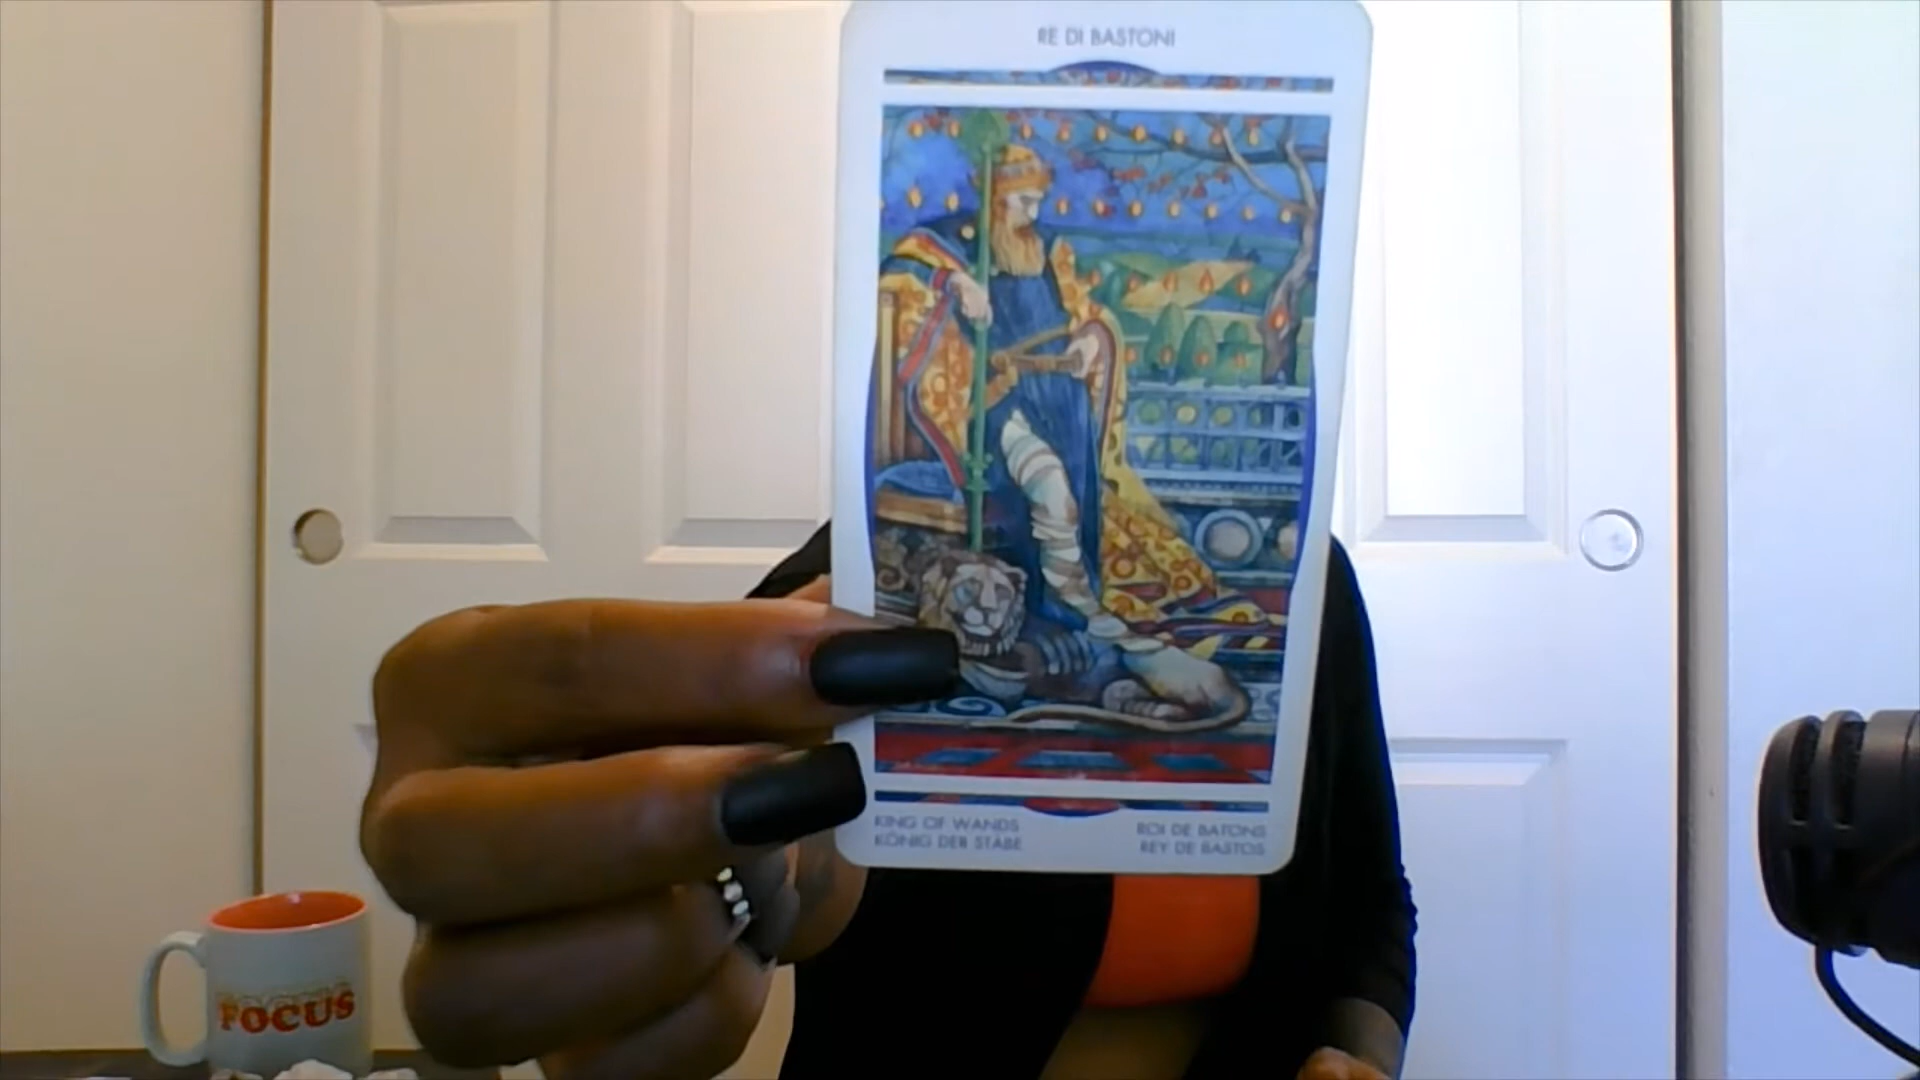 RE DI BASTONI
KING OF WANDS
KÖNIG DER STÄBE
ROI DE BATONS
REY DE BASTOS
FOCUS